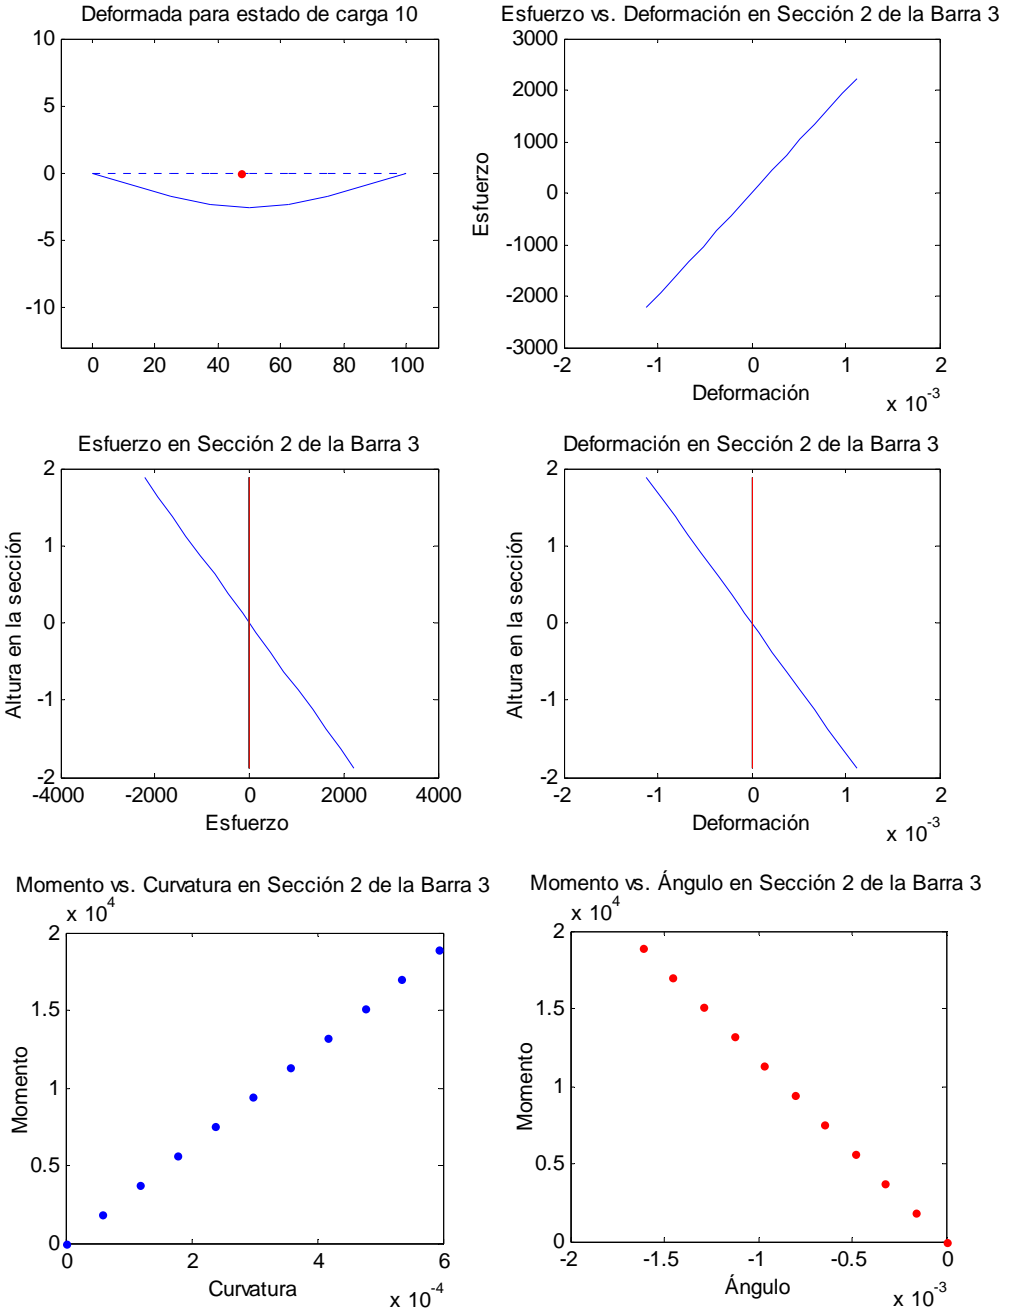 Deformada para estado de carga 10
10
5
0
-5
-10
0 20 40 60 80 100
Esfuerzo vs. Deformación en Sección 2 de la Barra 3
3000
2000
1000
0
-1000
-2000
-3000
Esfuerzo
-2 -1 0 1 2
Deformación
x 10-3
Esfuerzo en Sección 2 de la Barra 3
2
1
0
-1
-2
Altura en la sección
-4000 -2000 0 2000 4000
Esfuerzo
Deformación en Sección 2 de la Barra 3
2
1
0
-1
-2
Altura en la sección
-2 -1 0 1 2
Deformación
x 10-3
Momento vs. Curvatura en Sección 2 de la Barra 3
x 104
2
1.5
1
0.5
0
Momento
0 2 4 6
Curvatura
x 10-4
Momento vs. Ángulo en Sección 2 de la Barra 3
x 104
2
1.5
1
0.5
0
Momento
-2 -1.5 -1 -0.5 0
Ángulo
x 10-3